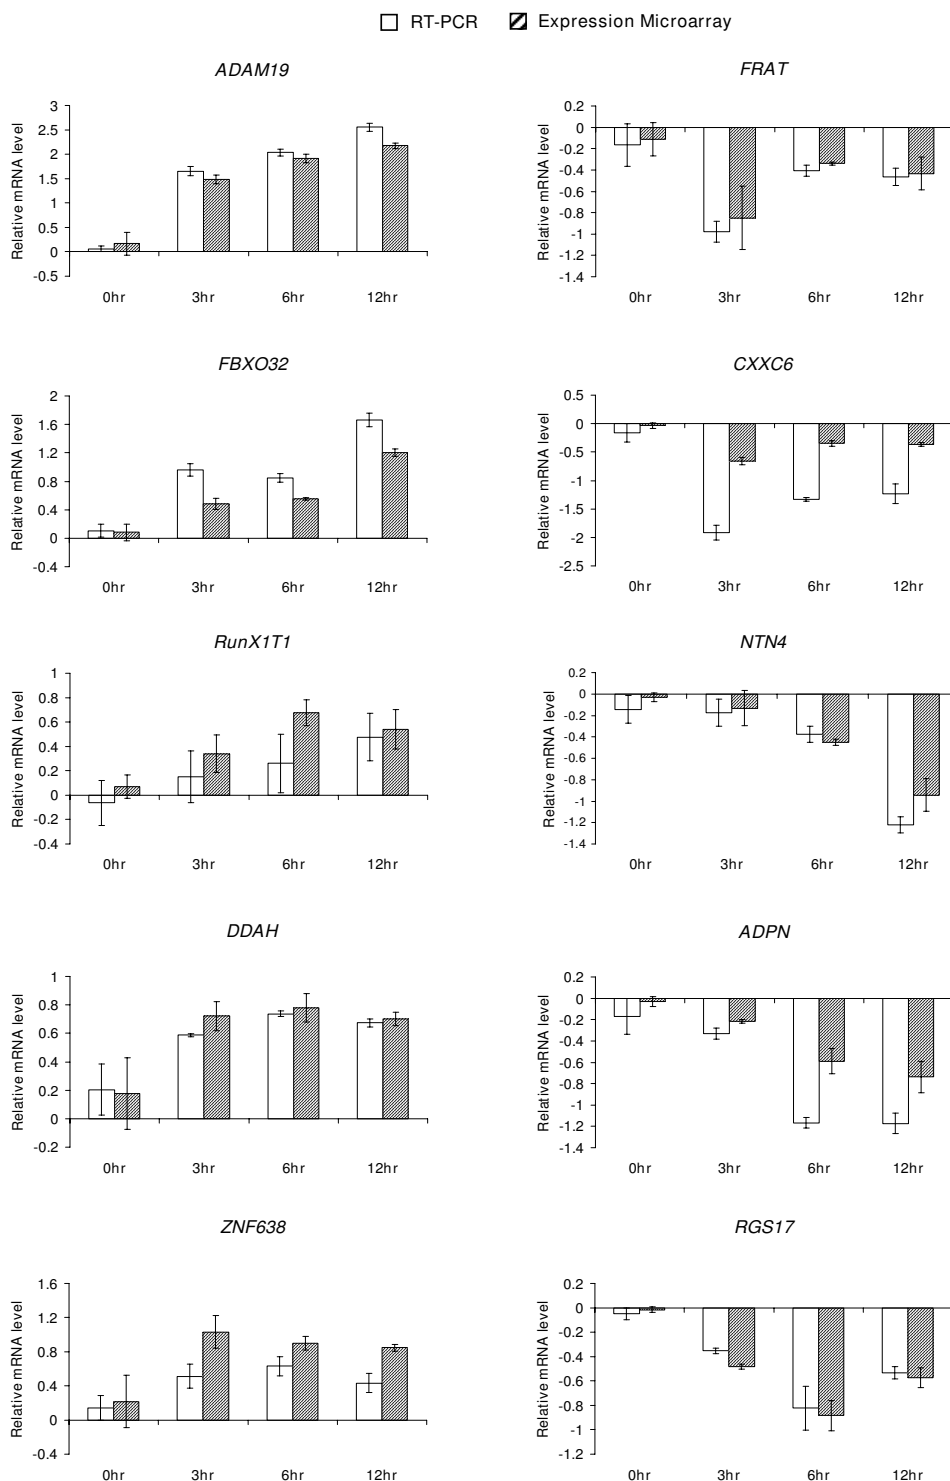 RT-PCR Expression Microarray
ADAM19
Relative mRNA level
3
2.5
2
1.5
1
0.5
0
-0.5
0hr 3hr 6hr 12hr
FRAT
Relative mRNA level
0.2
0
-0.2
-0.4
-0.6
-0.8
-1
-1.2
-1.4
0hr 3hr 6hr 12hr
FBXO32
Relative mRNA level
2
1.6
1.2
0.8
0.4
0
-0.4
0hr 3hr 6hr 12hr
CXXC6
Relative mRNA level
0.5
0
-0.5
-1
-1.5
-2
-2.5
0hr 3hr 6hr 12hr
RunX1T1
Relative mRNA level
1
0.8
0.6
0.4
0.2
0
-0.2
-0.4
0hr 3hr 6hr 12hr
NTN4
Relative mRNA level
0.2
0
-0.2
-0.4
-0.6
-0.8
-1
-1.2
-1.4
0hr 3hr 6hr 12hr
DDAH
Relative mRNA level
1
0.8
0.6
0.4
0.2
0
-0.2
0hr 3hr 6hr 12hr
ADPN
Relative mRNA level
0.2
0
-0.2
-0.4
-0.6
-0.8
-1
-1.2
-1.4
0hr 3hr 6hr 12hr
ZNF638
Relative mRNA level
1.6
1.2
0.8
0.4
0
-0.4
0hr 3hr 6hr 12hr
RGS17
Relative mRNA level
0.2
0
-0.2
-0.4
-0.6
-0.8
-1
-1.2
0hr 3hr 6hr 12hr